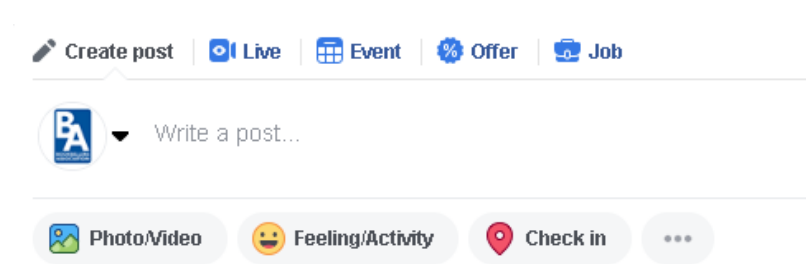 Create post Live Event Offer Job
BA
Write a post...
Photo/Video Feeling/Activity Check in